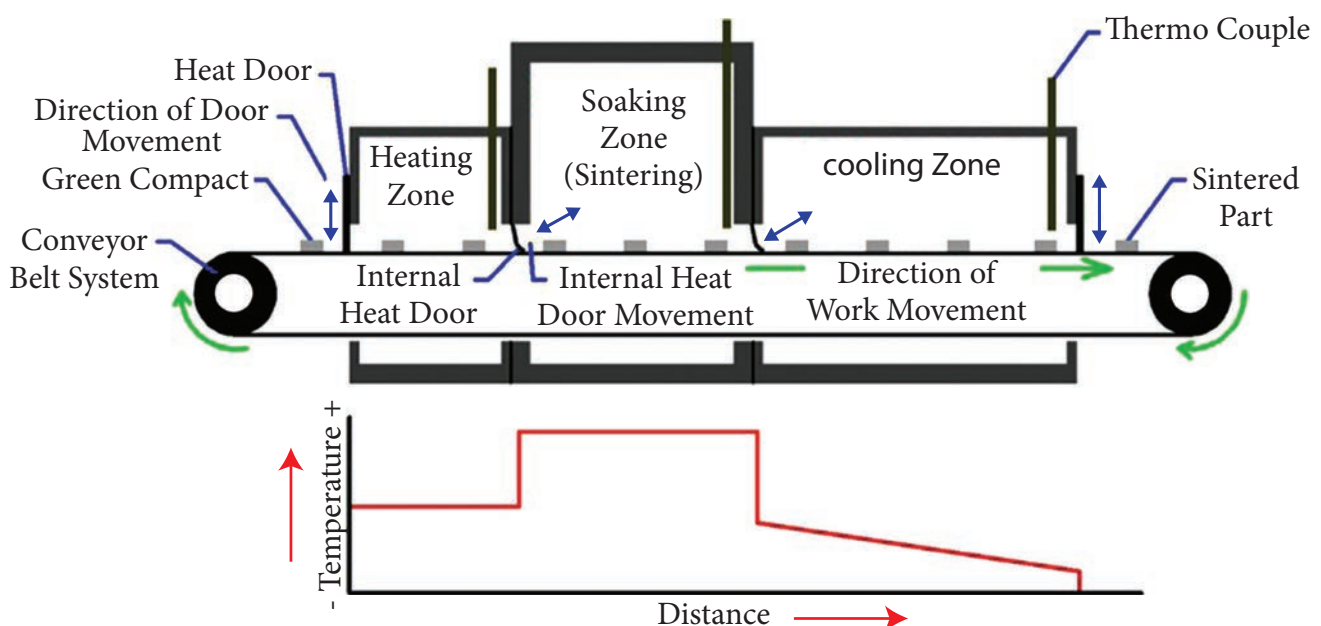 Thermo Couple
Heat Door
Direction of Door
Movement
Green Compact
Conveyor
Belt System
Heating
Zone
Soaking
Zone
(Sintering)
cooling Zone
Sintered
Part
Internal
Heat Door
Internal Heat
Door Movement
Direction of
Work Movement
- Temperature +
Distance